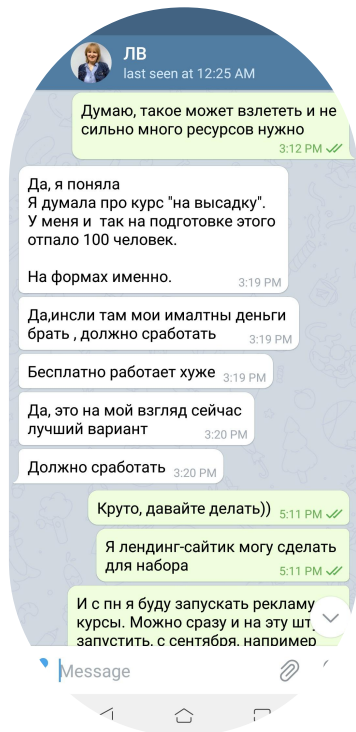 ЛВ
last seen at 12:25 AM
Думаю, такое может взлететь и не
сильно много ресурсов нужно
3:12 PM
Да, я поняла
Я думала про курс "на высадку".
У меня и так на подготовке этого
отпало 100 человек.
На формах именно.
3:19 PM
Да,инсли там мои ималтны деньги
брать , должно сработать
3:19 PM
Бесплатно работает хуже 3:19 PM
Да, это на мой взгляд сейчас
лучший вариант
3:20 PM
Должно сработать 3:20 PM
Круто, давайте делать)) 5:11 PM
Я лендинг-сайтик могу сделать
для набора
5:11 PM
И с пн я буду запускать рекламу
курсы. Можно сразу и на эту
запустить, с сентября, например
Message